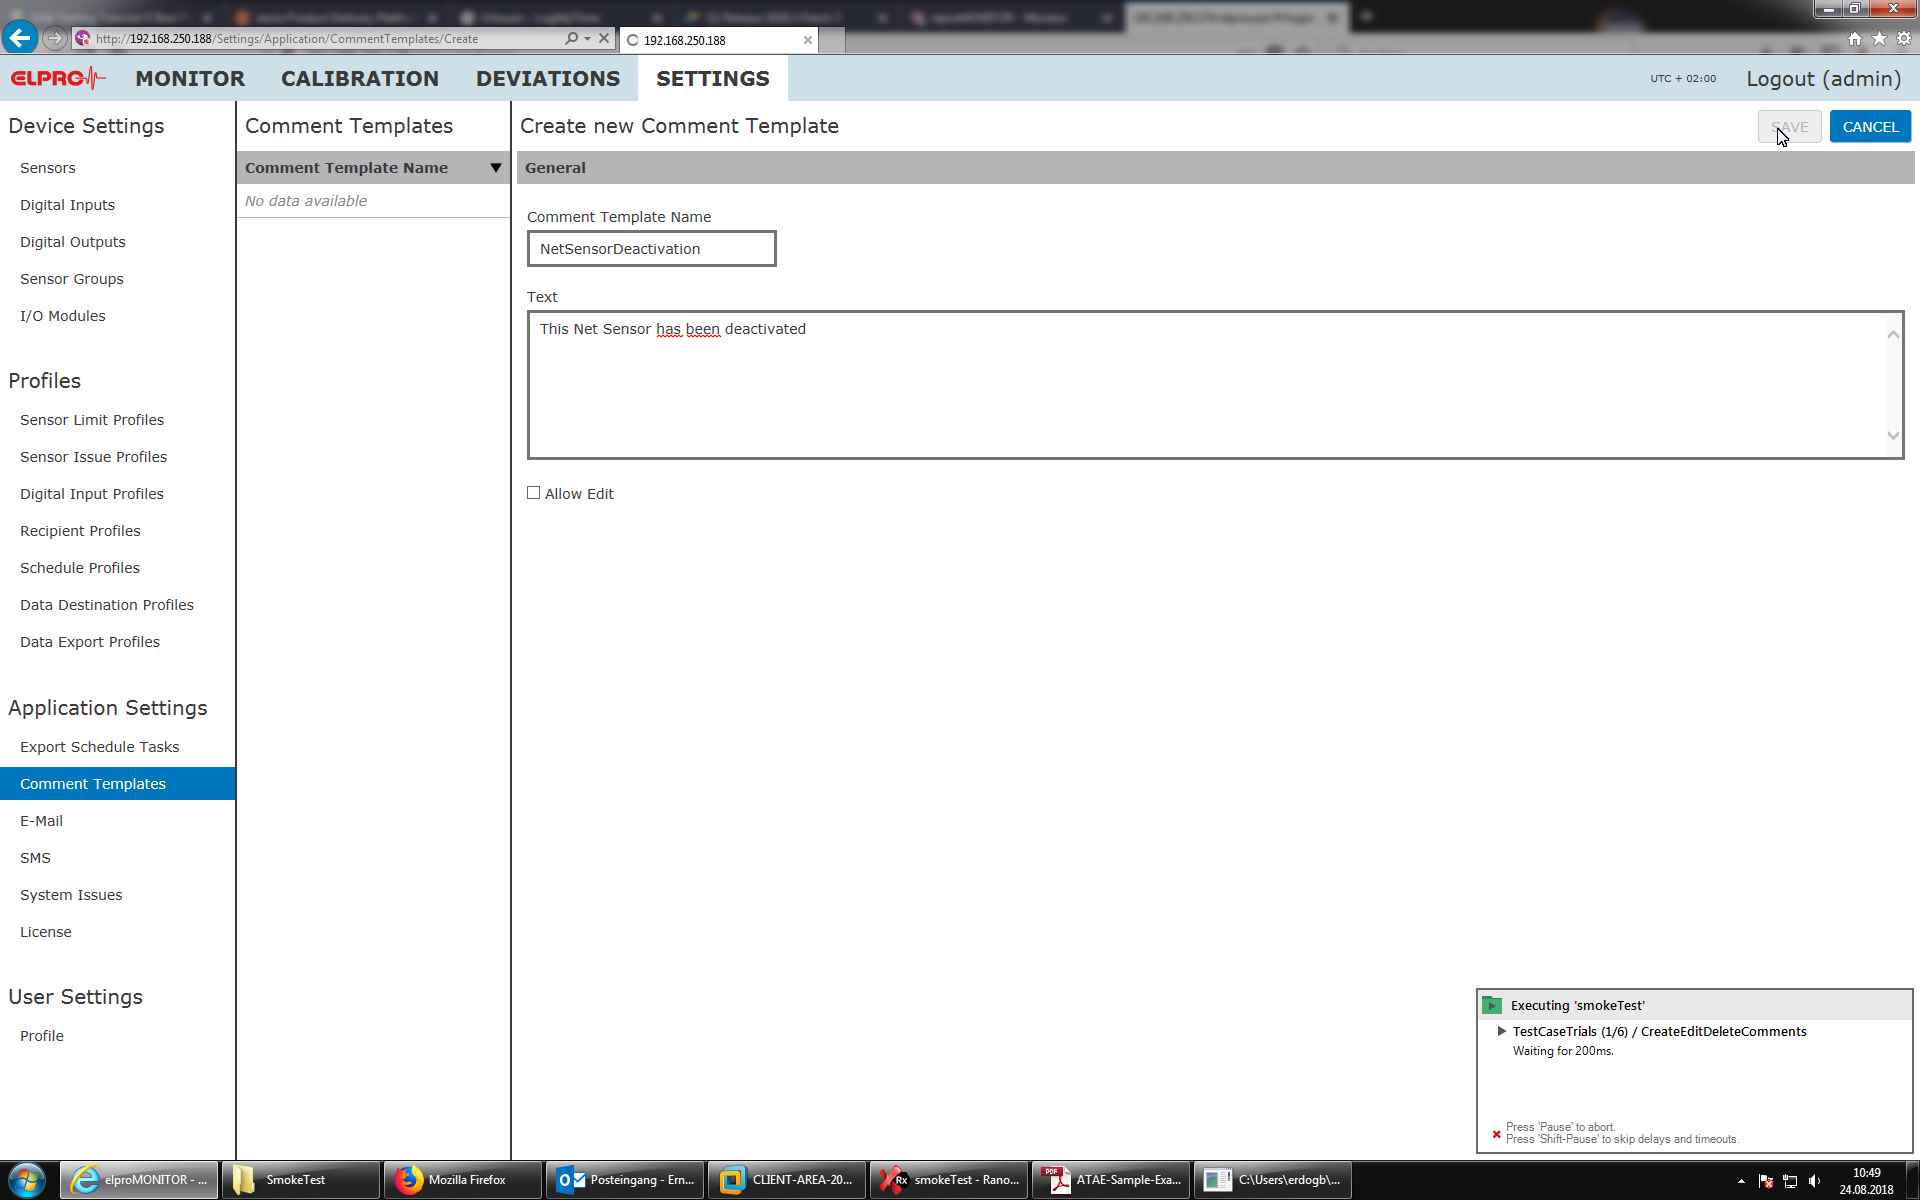 http://192.168.250.188/Settings/Application/CommentTemplates/Create
192.168.250.188
ELPRO
MONITOR
CALIBRATION
DEVIATIONS
SETTINGS
UTC + 02:00
Logout (admin)
Device Settings
Sensors
Digital Inputs
Digital Outputs
Sensor Groups
I/O Modules
Profiles
Sensor Limit Profiles
Sensor Issue Profiles
Digital Input Profiles
Recipient Profiles
Schedule Profiles
Data Destination Profiles
Data Export Profiles
Application Settings
Export Schedule Tasks
Comment Templates
E-Mail
SMS
System Issues
License
User Settings
Profile
Comment Templates
Comment Template Name
No data available
Create new Comment Template
SAVE
CANCEL
General
Comment Template Name
NetSensorDeactivation
Text
This Net Sensor has been deactivated
Allow Edit
Executing 'smokeTest'
TestCaseTrials (1/6) / CreateEditDeleteComments
Waiting for 200ms.
Press 'Pause' to abort.
Press 'Shift-Pause' to skip delays and timeouts.
elproMONITOR - ...
SmokeTest
Mozilla Firefox
Posteingang - Ern...
CLIENT-AREA-20...
smokeTest - Rano...
ATAE-Sample-Exa...
C:\Users\erdogb\...
10:49
24.08.2018